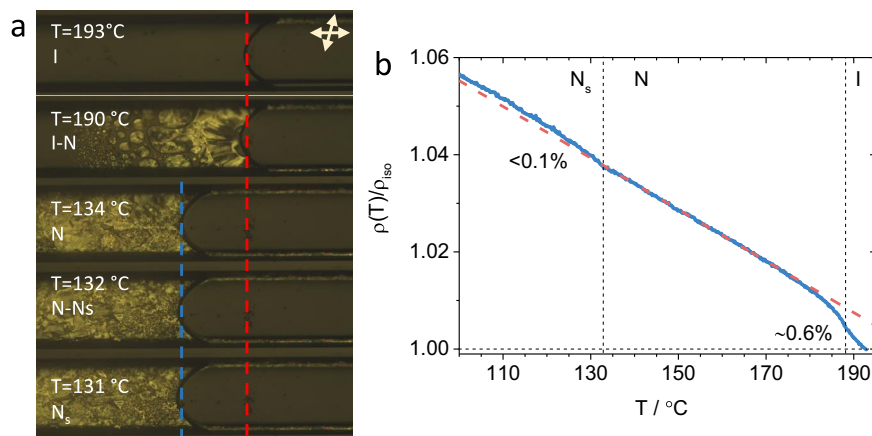 a
T=193°C
I
T=190 °C
I-N
T=134 °C
N
T=132 °C
N-Ns
T=131 °C
Nₛ
b
1.06
1.04
1.02
1.00
ρ(T)/ρiso
Nₛ N I
<0.1%
~0.6%
110 130 150 170 190
T / °C